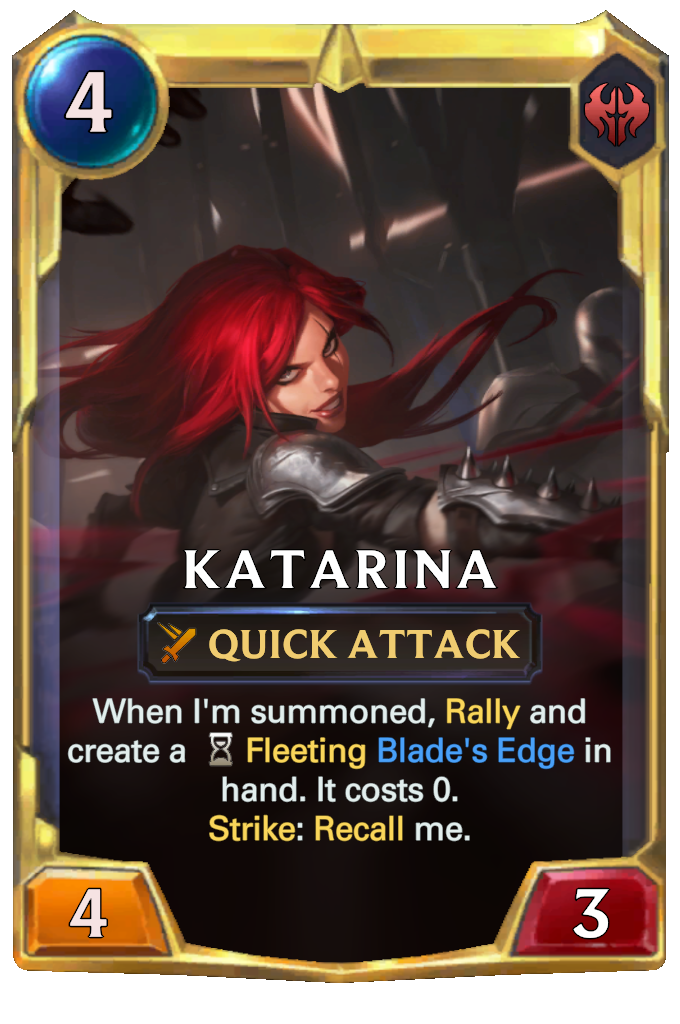 4
KATARINA
QUICK ATTACK
When I'm summoned, Rally and
create a Fleeting Blade's Edge in
hand. It costs 0.
Strike: Recall me.
4
3